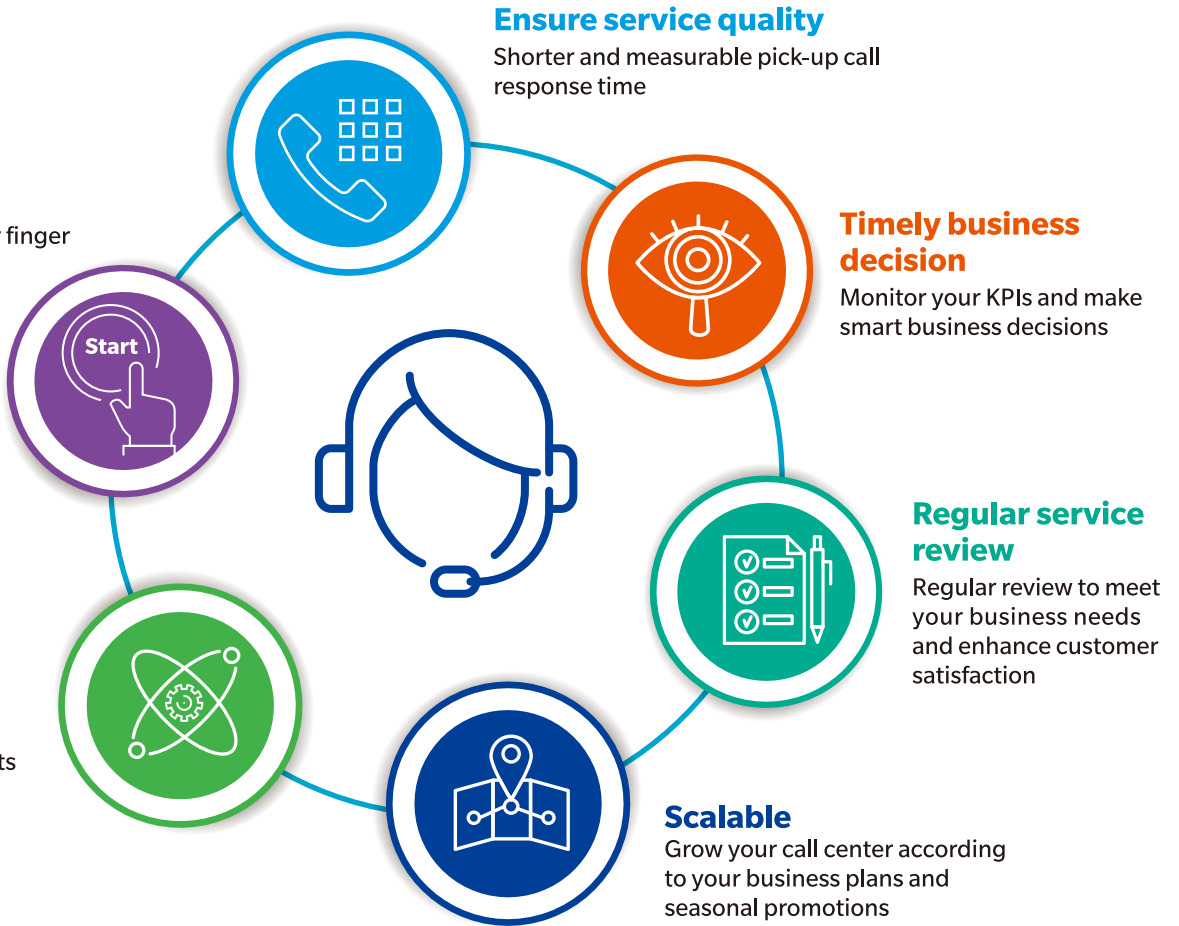 Ensure service quality
Shorter and measurable pick-up call
response time
finger
Start
Timely business
decision
Monitor your KPIs and make
smart business decisions
Regular service
review
Regular review to meet
your business needs
and enhance customer
satisfaction
Scalable
Grow your call center according
to your business plans and
seasonal promotions